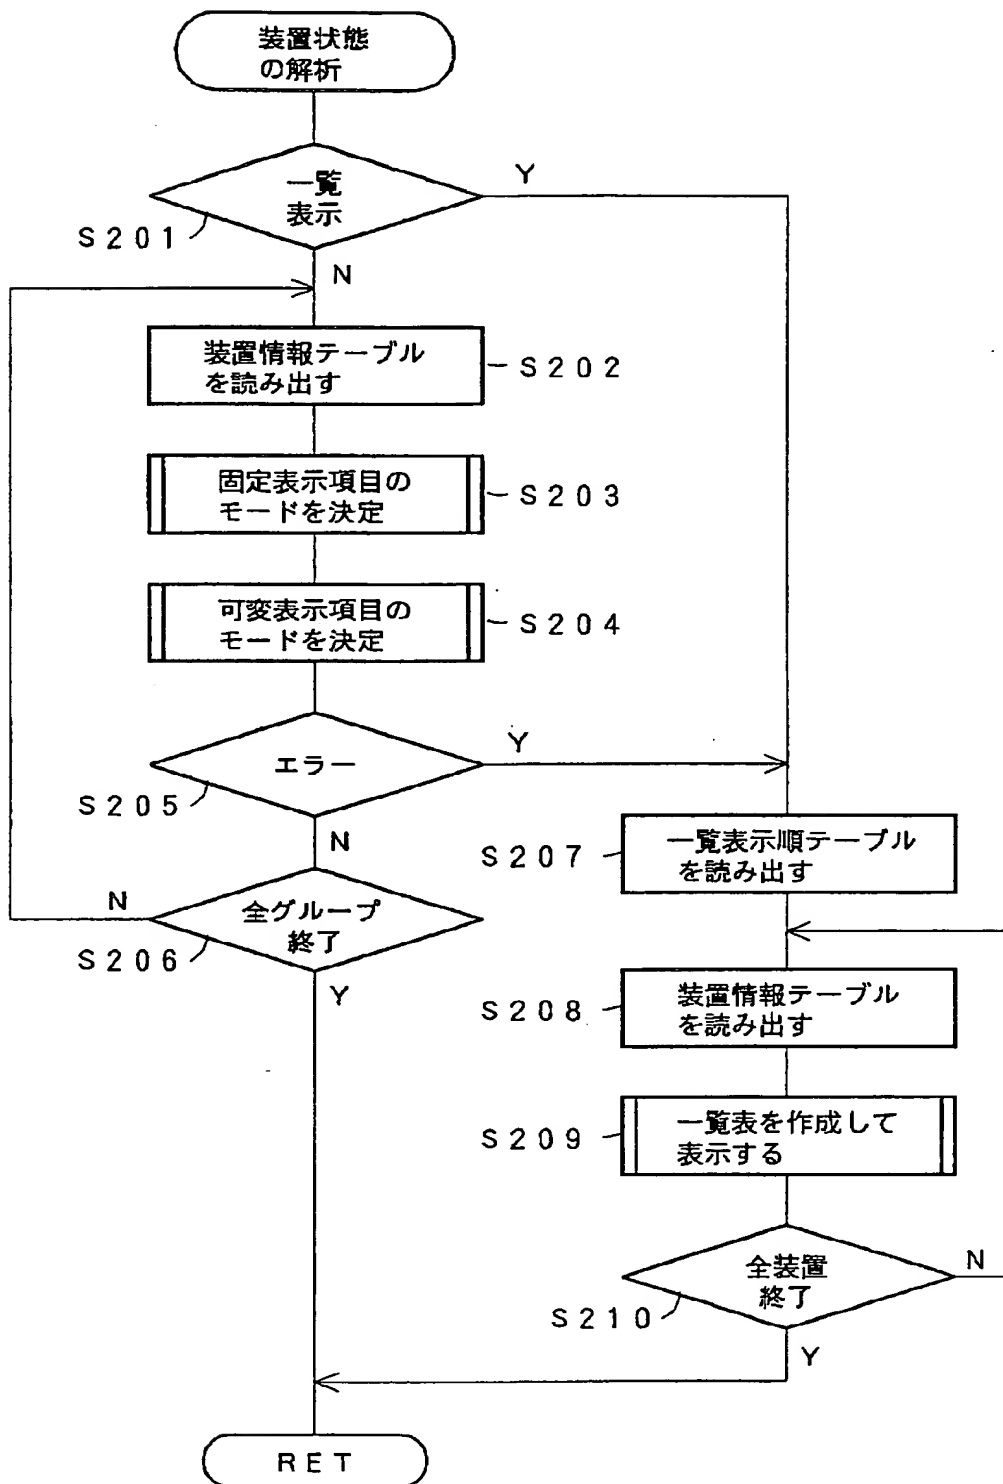 装置状態
の解析
一覧
表示
Y
S201
N
装置情報テーブル
を読み出す
S202
固定表示項目の
モードを決定
S203
可変表示項目の
モードを決定
S204
エラー
Y
S205
N
全グループ
終了
N
S206
Y
一覧表示順テーブル
を読み出す
S207
装置情報テーブル
を読み出す
S208
一覧表を作成して
表示する
S209
全装置
終了
N
S210
Y
RET